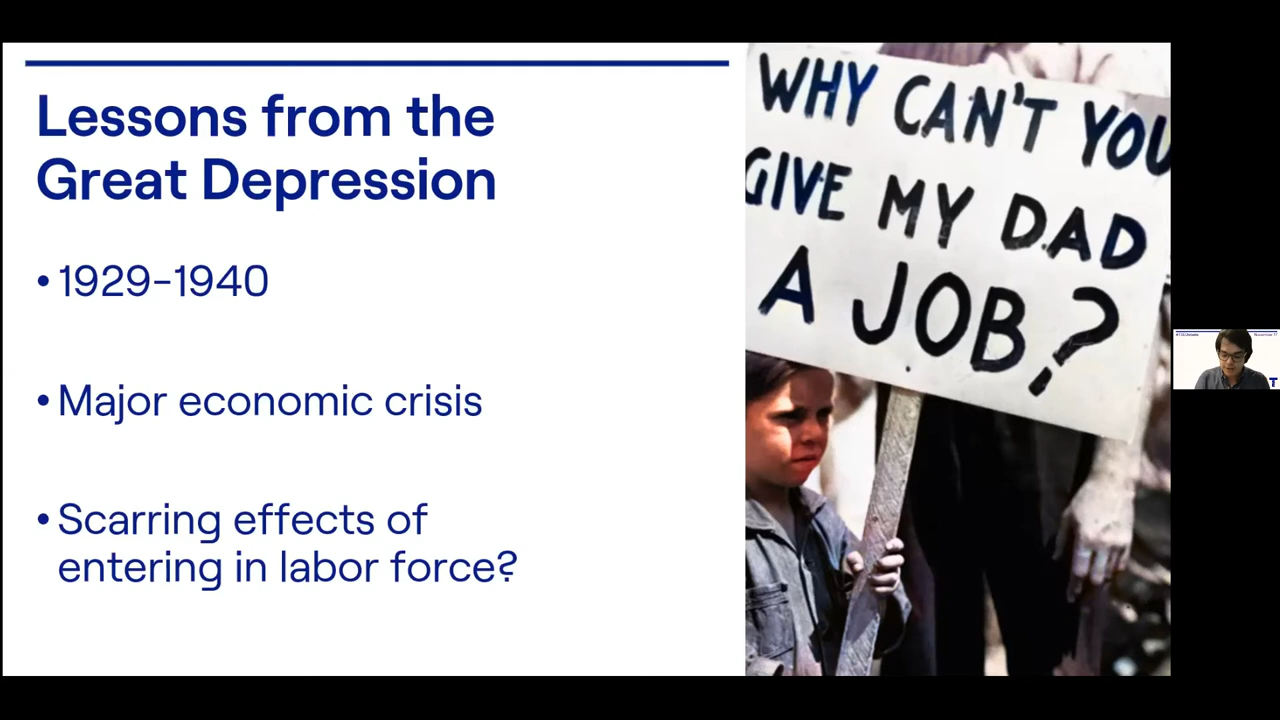 Lessons from the
Great Depression
• 1929-1940
• Major economic crisis
• Scarring effects of
entering in labor force?
WHY CAN'T YOU
GIVE MY DAD
A JOB?